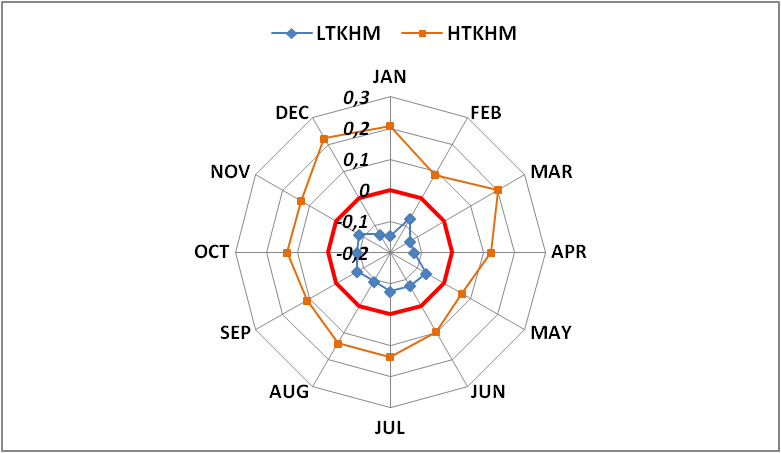 LTKHM HTKHM
JAN
0,3
DEC FEB
0,2
0,1
NOV MAR
0
-0,1
OCT -0,2 APR
SEP MAY
AUG JUN
JUL